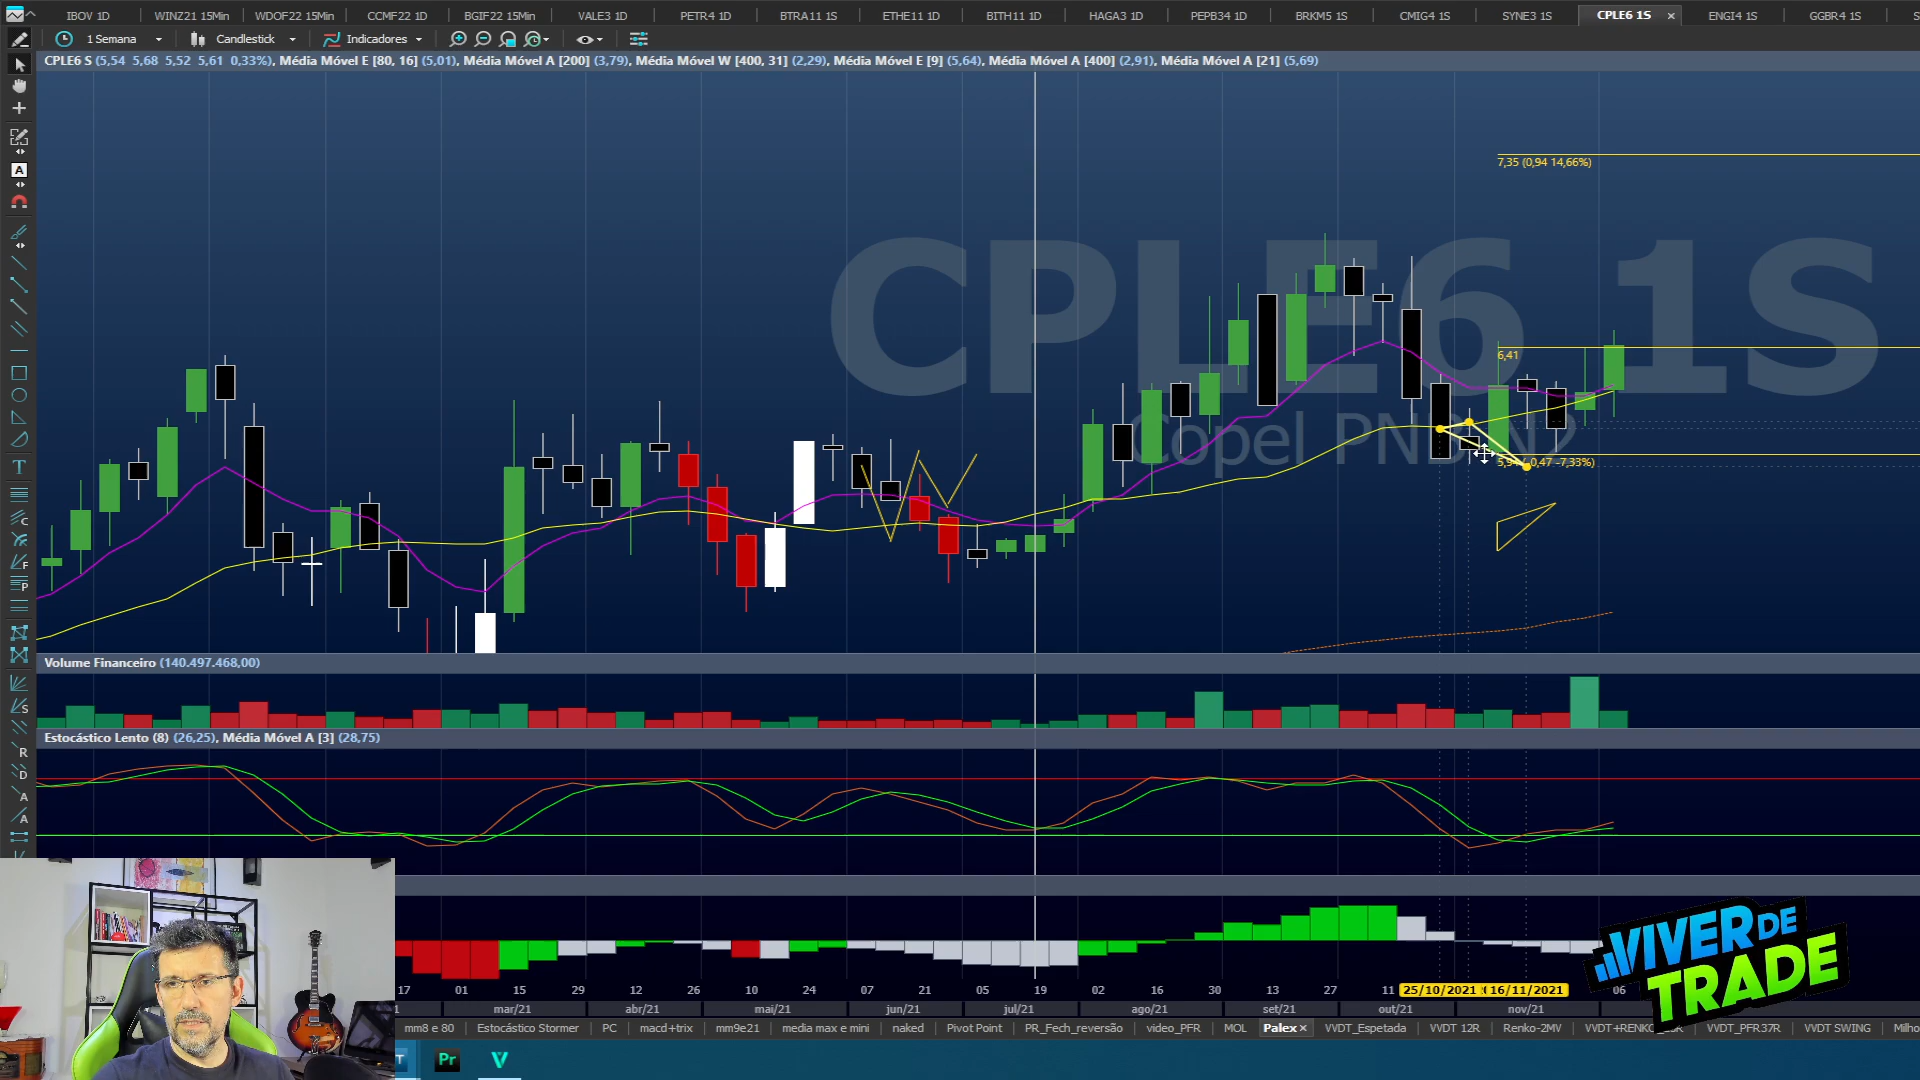 IBOV 1D WINZ21 15Min WDOF22 15Min CCMF22 1D BGIF22 15Min VALE3 1D PETR4 1D BTRA11 1S ETHE11 1D BITH11 1D HAGA3 1D PEPB34 1D BRKM5 1S CMIG4 1S SYNE3 1S CPLE6 1S × ENGI4 1S GGBR4 1S
1 Semana Candlestick Indicadores
CPLE6 S (5,54 5,68 5,52 5,61 0,33%), Média Móvel E [80, 16] (5,01), Média Móvel A [200] (3,79), Média Móvel W [400, 31] (2,29), Média Móvel E [9] (5,64), Média Móvel A [400] (2,91), Média Móvel A [21] (5,69)
7,35 (0,94 14,66%)
CPLE6 1S
6,41
Copel PNB N2
5,94 (-0,47 -7,33%)
Volume Financeiro (140.497.468,00)
Estocástico Lento (8) (26,25), Média Móvel A [3] (28,75)
17 01 15 29 12 26 10 24 07 21 05 19 02 16 30 13 27 11 25/10/2021 16/11/2021 06
mar/21 abr/21 mai/21 jun/21 jul/21 ago/21 set/21 out/21 nov/21
mm8 e 80 Estocástico Stormer PC macd+trix mm9e21 media max e mini naked Pivot Point PR_Fech_reversão video_PFR MOL Palex × VVDT_Espetada VVDT 12R Renko-2MV VVDT_PFR37R VVDT SWING
Pr
VIVER DE
TRADE